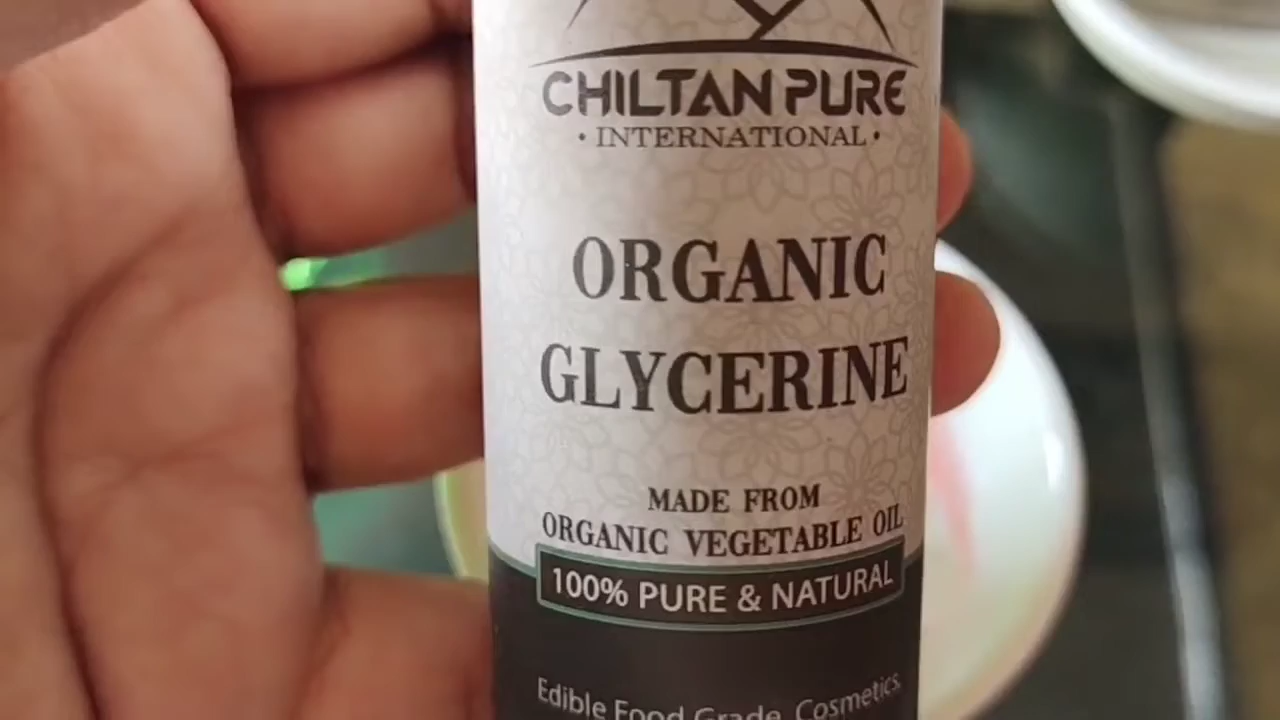 CHILTAN PURE
• INTERNATIONAL •
ORGANIC
GLYCERINE
MADE FROM
ORGANIC VEGETABLE OIL
100% PURE & NATURAL
Edible Food Grade, Cosmetics,